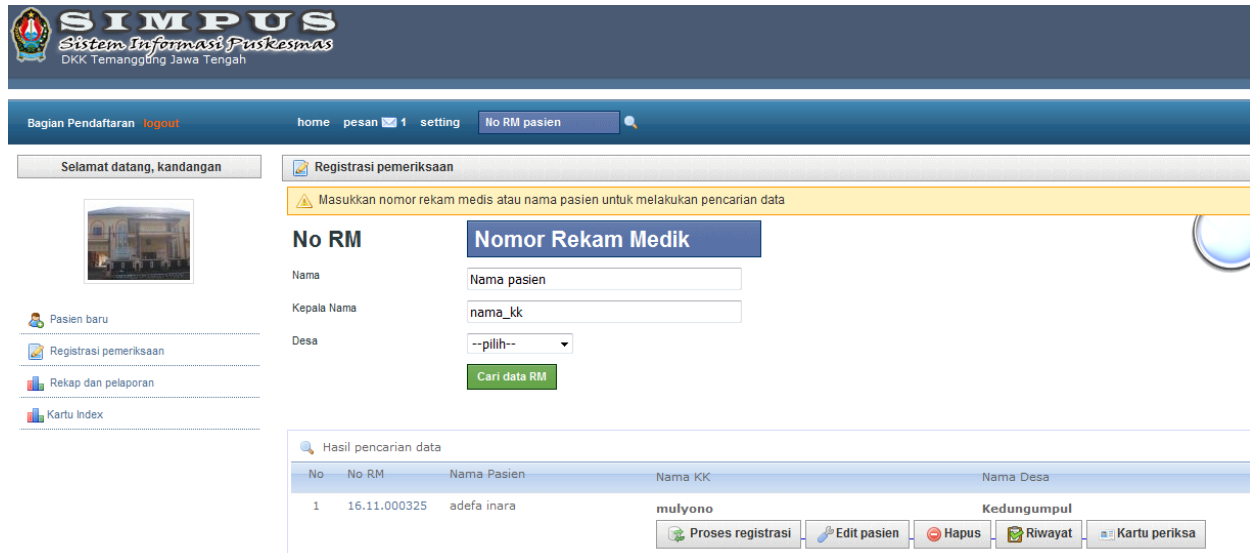 SIMPUS
Sistem Informasi Puskesmas
DKK Temanggung Jawa Tengah
Bagian Pendaftaran logout home pesan 1 setting No RM pasien
Selamat datang, kandangan
Pasien baru
Registrasi pemeriksaan
Rekap dan pelaporan
Kartu Index
Registrasi pemeriksaan
Masukkan nomor rekam medis atau nama pasien untuk melakukan pencarian data
No RM Nomor Rekam Medik
Nama Nama pasien
Kepala Nama nama_kk
Desa --pilih--
Cari data RM
Hasil pencarian data
No No RM Nama Pasien Nama KK Nama Desa
1 16.11.000325 adefa inara mulyono Kedungumpul
Proses registrasi Edit pasien Hapus Riwayat Kartu periksa